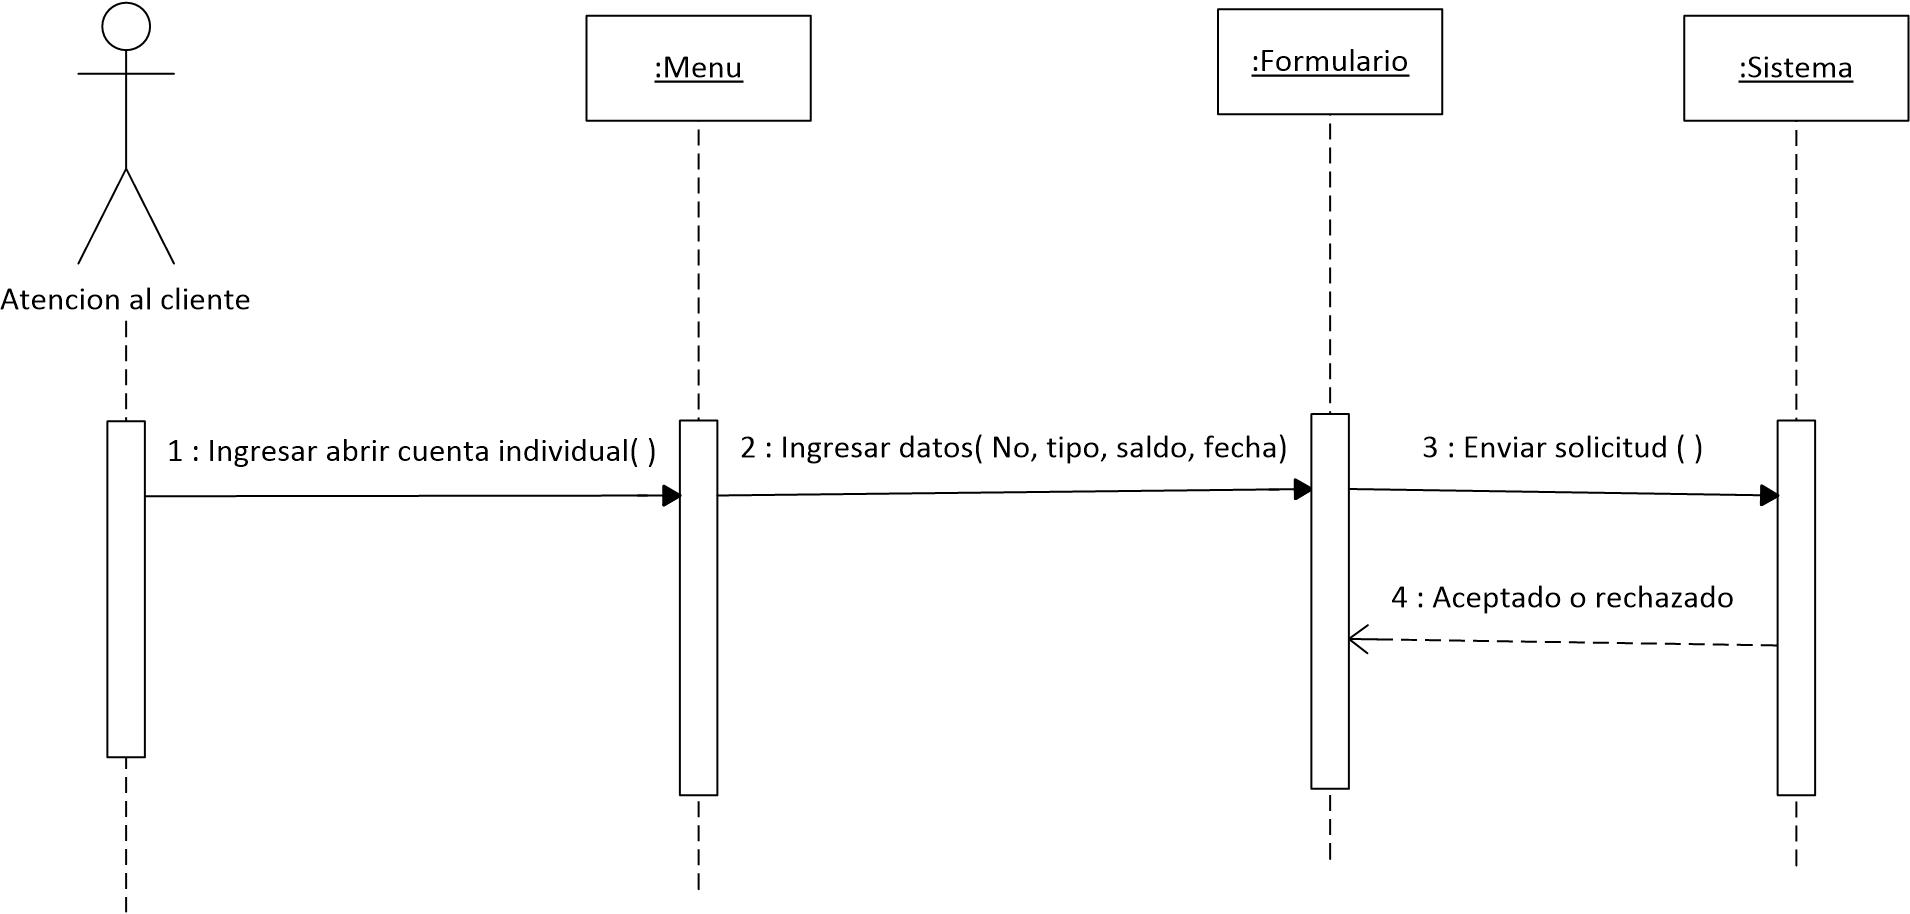 :Menu
:Formulario
:Sistema
Atencion al cliente
1 : Ingresar abrir cuenta individual( )
2 : Ingresar datos( No, tipo, saldo, fecha)
3 : Enviar solicitud ( )
4 : Aceptado o rechazado